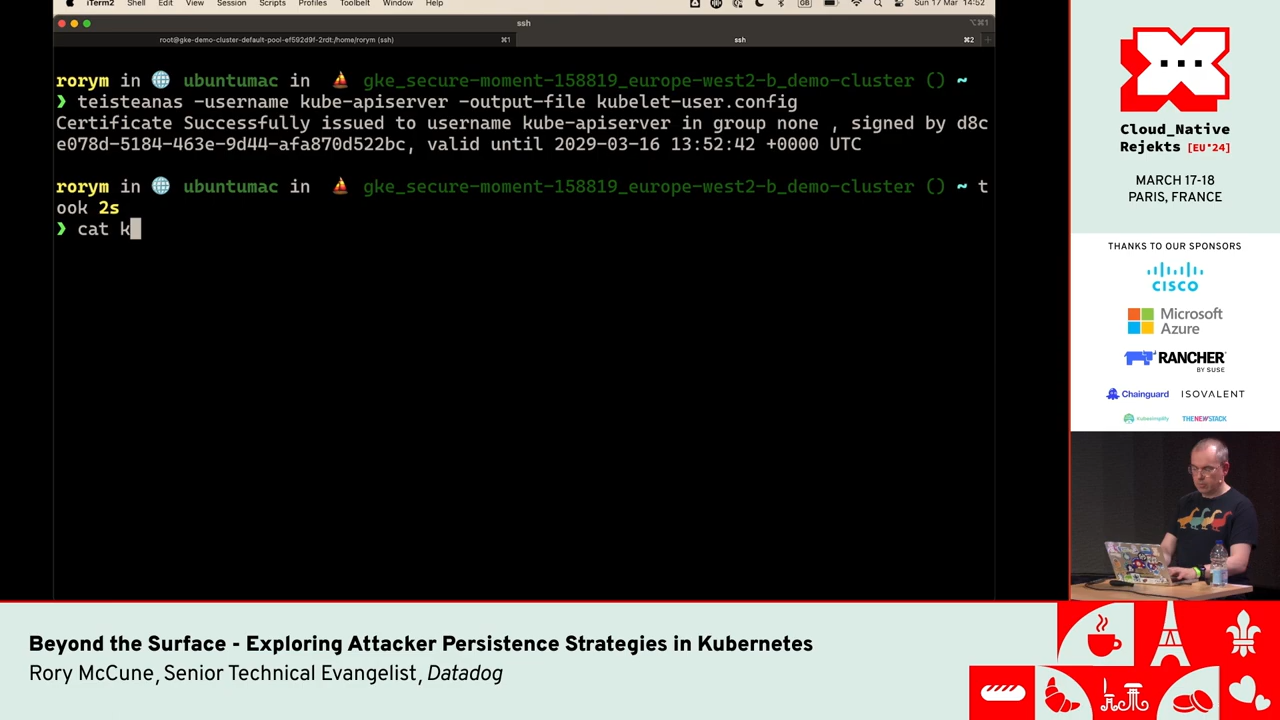 iTerm2 Shell Edit View Session Scripts Profiles Toolbelt Window Help
Sun 17 Mar 14:52
ssh
⌥⌘1
root@gke-demo-cluster-default-pool-ef592d9f-2rdt:/home/rorym (ssh)
⌘1
ssh
⌘2
rorym in 🌐 ubuntumac in ⛵ gke_secure-moment-158819_europe-west2-b_demo-cluster () ~
❯ teisteanas -username kube-apiserver -output-file kubelet-user.config
Certificate Successfully issued to username kube-apiserver in group none , signed by d8c
e078d-5184-463e-9d44-afa870d522bc, valid until 2029-03-16 13:52:42 +0000 UTC
rorym in 🌐 ubuntumac in ⛵ gke_secure-moment-158819_europe-west2-b_demo-cluster () ~ t
ook 2s
❯ cat k
Cloud_Native
Rejekts [EU'24]
MARCH 17-18
PARIS, FRANCE
THANKS TO OUR SPONSORS
CISCO
Microsoft
Azure
RANCHER
BY SUSE
Chainguard
ISOVALENT
kubesimplify
THENEWSTACK
Beyond the Surface - Exploring Attacker Persistence Strategies in Kubernetes
Rory McCune, Senior Technical Evangelist, Datadog